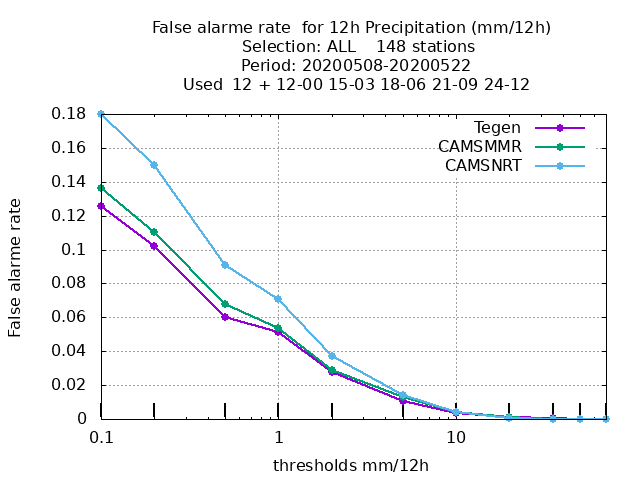 False alarme rate  for 12h Precipitation (mm/12h)
Selection: ALL    148 stations
Period: 20200508-20200522
Used  12 + 12-00 15-03 18-06 21-09 24-12
Tegen
CAMSMMR
CAMSNRT
False alarme rate
0.18
0.16
0.14
0.12
0.1
0.08
0.06
0.04
0.02
0
0.1
1
10
thresholds mm/12h